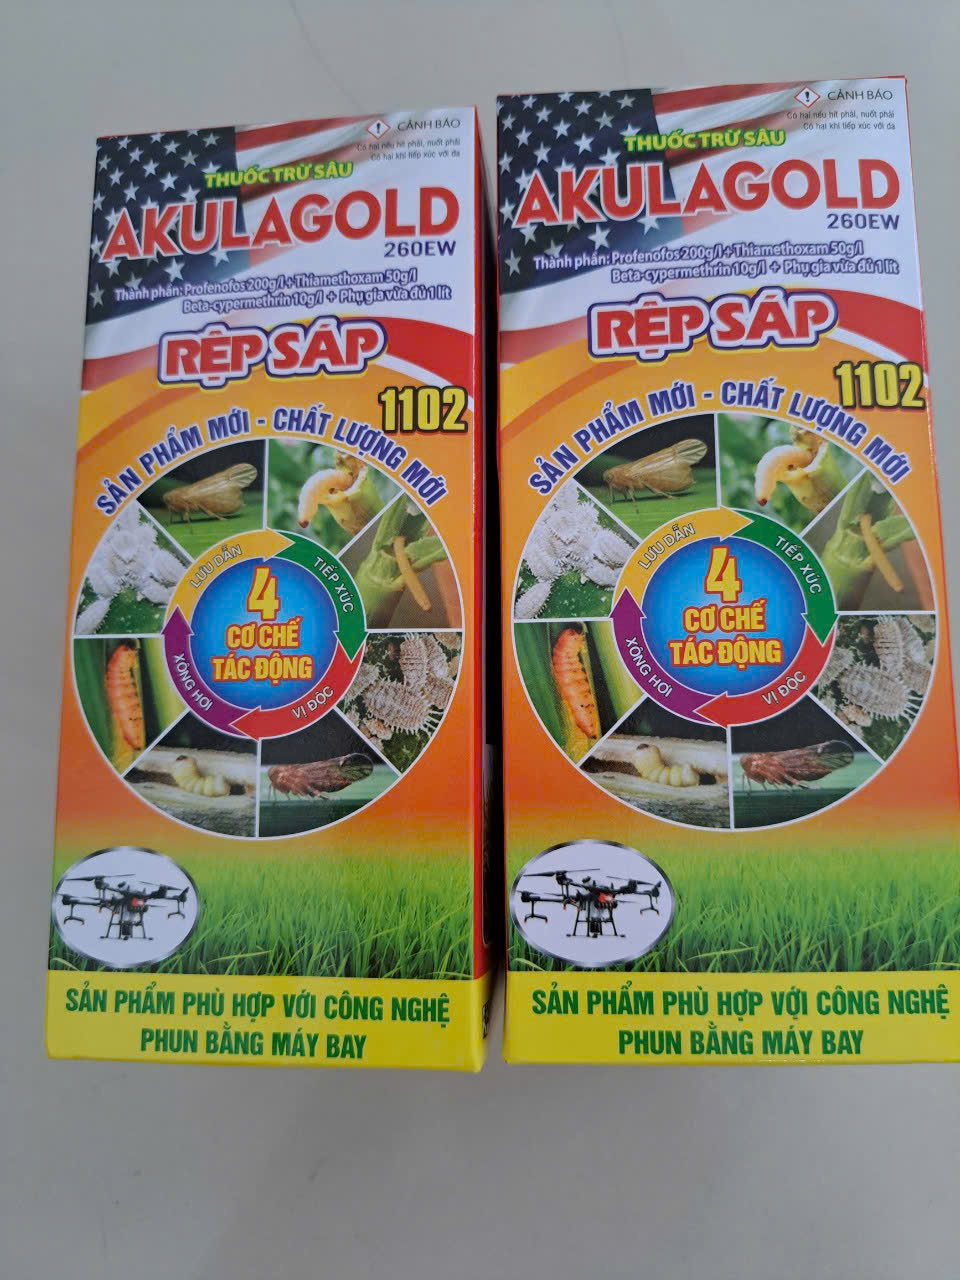 CẢNH BÁO
Có hại nếu hít phải, nuốt phải
Có hại khi tiếp xúc với da
THUỐC TRỪ SÂU
AKULAGOLD
260EW
Thành phần: Profenofos 200g/l + Thiamethoxam 50g/l
Beta-cypermethrin 10g/l + Phụ gia vừa đủ 1 lít
RỆP SÁP
1102
SẢN PHẨM MỚI - CHẤT LƯỢNG MỚI
LƯU DẪN
TIẾP XÚC
4
CƠ CHẾ
TÁC ĐỘNG
XÔNG HƠI
VỊ ĐỘC
SẢN PHẨM PHÙ HỢP VỚI CÔNG NGHỆ
PHUN BẰNG MÁY BAY
CẢNH BÁO
Có hại nếu hít phải, nuốt phải
Có hại khi tiếp xúc với da
THUỐC TRỪ SÂU
AKULAGOLD
260EW
Thành phần: Profenofos 200g/l + Thiamethoxam 50g/l
Beta-cypermethrin 10g/l + Phụ gia vừa đủ 1 lít
RỆP SÁP
1102
SẢN PHẨM MỚI - CHẤT LƯỢNG MỚI
LƯU DẪN
TIẾP XÚC
4
CƠ CHẾ
TÁC ĐỘNG
XÔNG HƠI
VỊ ĐỘC
SẢN PHẨM PHÙ HỢP VỚI CÔNG NGHỆ
PHUN BẰNG MÁY BAY